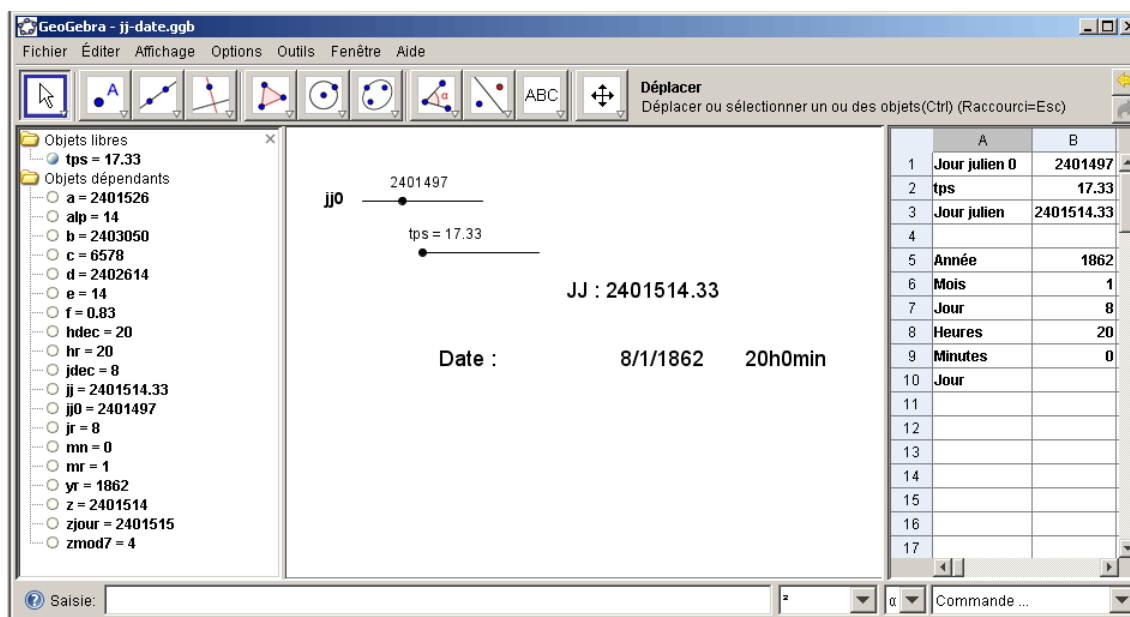 GeoGebra - jj-date.ggb
Fichier Éditer Affichage Options Outils Fenêtre Aide
A
α
ABC
Déplacer
Déplacer ou sélectionner un ou des objets(Ctrl) (Raccourci=Esc)
Objets libres
tps = 17.33
Objets dépendants
a = 2401526
alp = 14
b = 2403050
c = 6578
d = 2402614
e = 14
f = 0.83
hdec = 20
hr = 20
jdec = 8
jj = 2401514.33
jj0 = 2401497
jr = 8
mn = 0
mr = 1
yr = 1862
z = 2401514
zjour = 2401515
zmod7 = 4
2401497
jj0
tps = 17.33
JJ : 2401514.33
Date : 8/1/1862 20h0min
A B
1 Jour julien 0 2401497
2 tps 17.33
3 Jour julien 2401514.33
4
5 Année 1862
6 Mois 1
7 Jour 8
8 Heures 20
9 Minutes 0
10 Jour
11
12
13
14
15
16
17
Saisie: ² α Commande ...